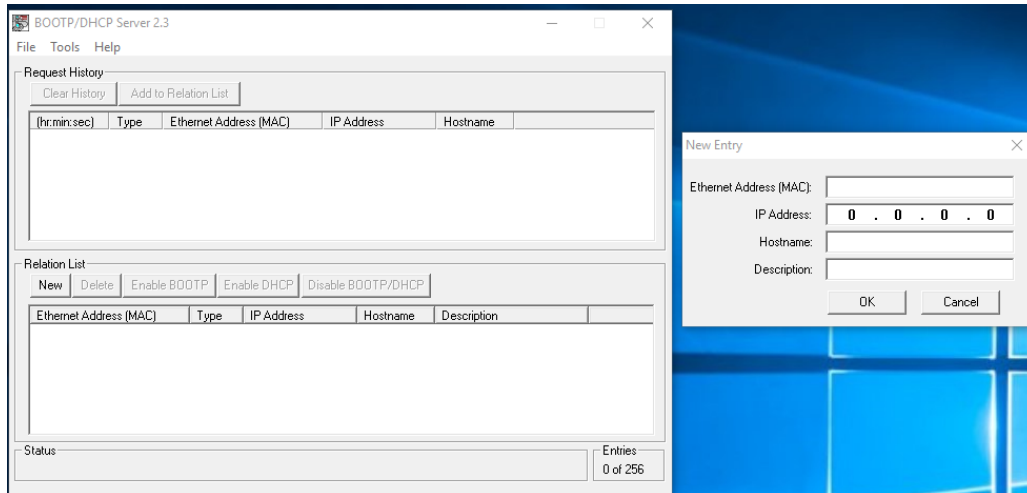 BOOTP/DHCP Server 2.3
File Tools Help
Request History
Clear History Add to Relation List
(hr:min:sec) Type Ethernet Address (MAC) IP Address Hostname
Relation List
New Delete Enable BOOTP Enable DHCP Disable BOOTP/DHCP
Ethernet Address (MAC) Type IP Address Hostname Description
Status
Entries
0 of 256
New Entry
Ethernet Address (MAC):
IP Address: 0 . 0 . 0 . 0
Hostname:
Description:
OK Cancel